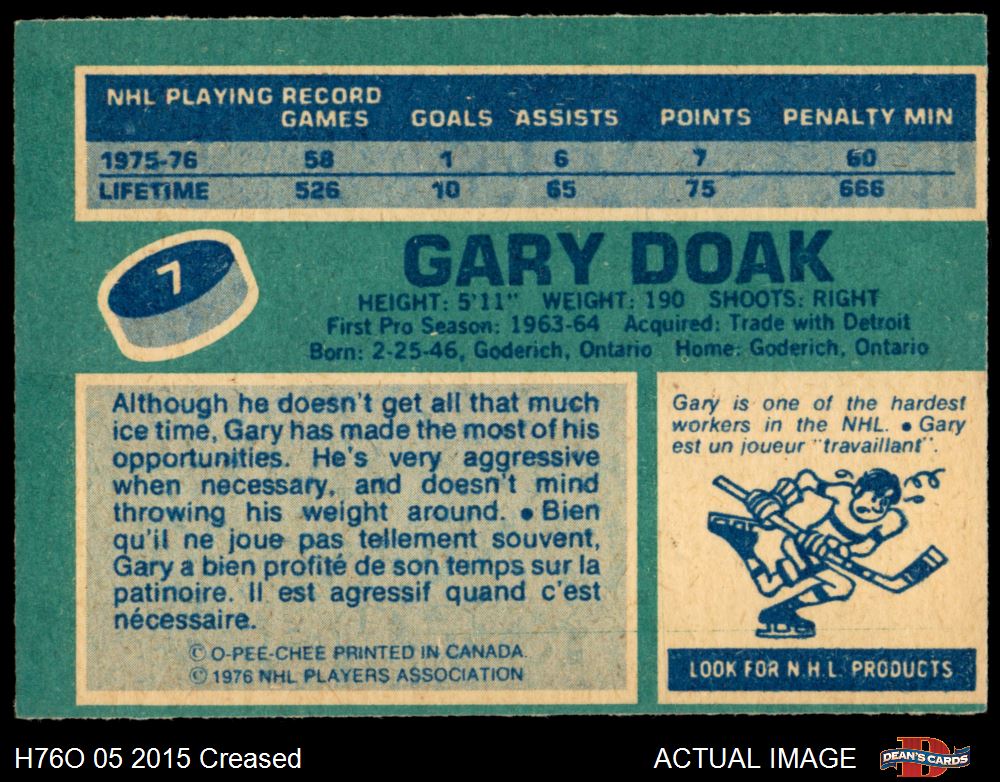 NHL PLAYING RECORD
GAMES GOALS ASSISTS POINTS PENALTY MIN
1975-76 58 1 6 7 60
LIFETIME 526 10 65 75 666
7
GARY DOAK
HEIGHT: 5'11" WEIGHT: 190 SHOOTS: RIGHT
First Pro Season: 1963-64 Acquired: Trade with Detroit
Born: 2-25-46, Goderich, Ontario Home: Goderich, Ontario
Although he doesn't get all that much
ice time, Gary has made the most of his
opportunities. He's very aggressive
when necessary, and doesn't mind
throwing his weight around. • Bien
qu'il ne joue pas tellement souvent,
Gary a bien profité de son temps sur la
patinoire. Il est agressif quand c'est
nécessaire.
© O-PEE-CHEE PRINTED IN CANADA.
© 1976 NHL PLAYERS ASSOCIATION
Gary is one of the hardest
workers in the NHL. • Gary
est un joueur "travaillant".
LOOK FOR N.H.L. PRODUCTS
H76O 05 2015 Creased
ACTUAL IMAGE
D
DEAN'S CARDS